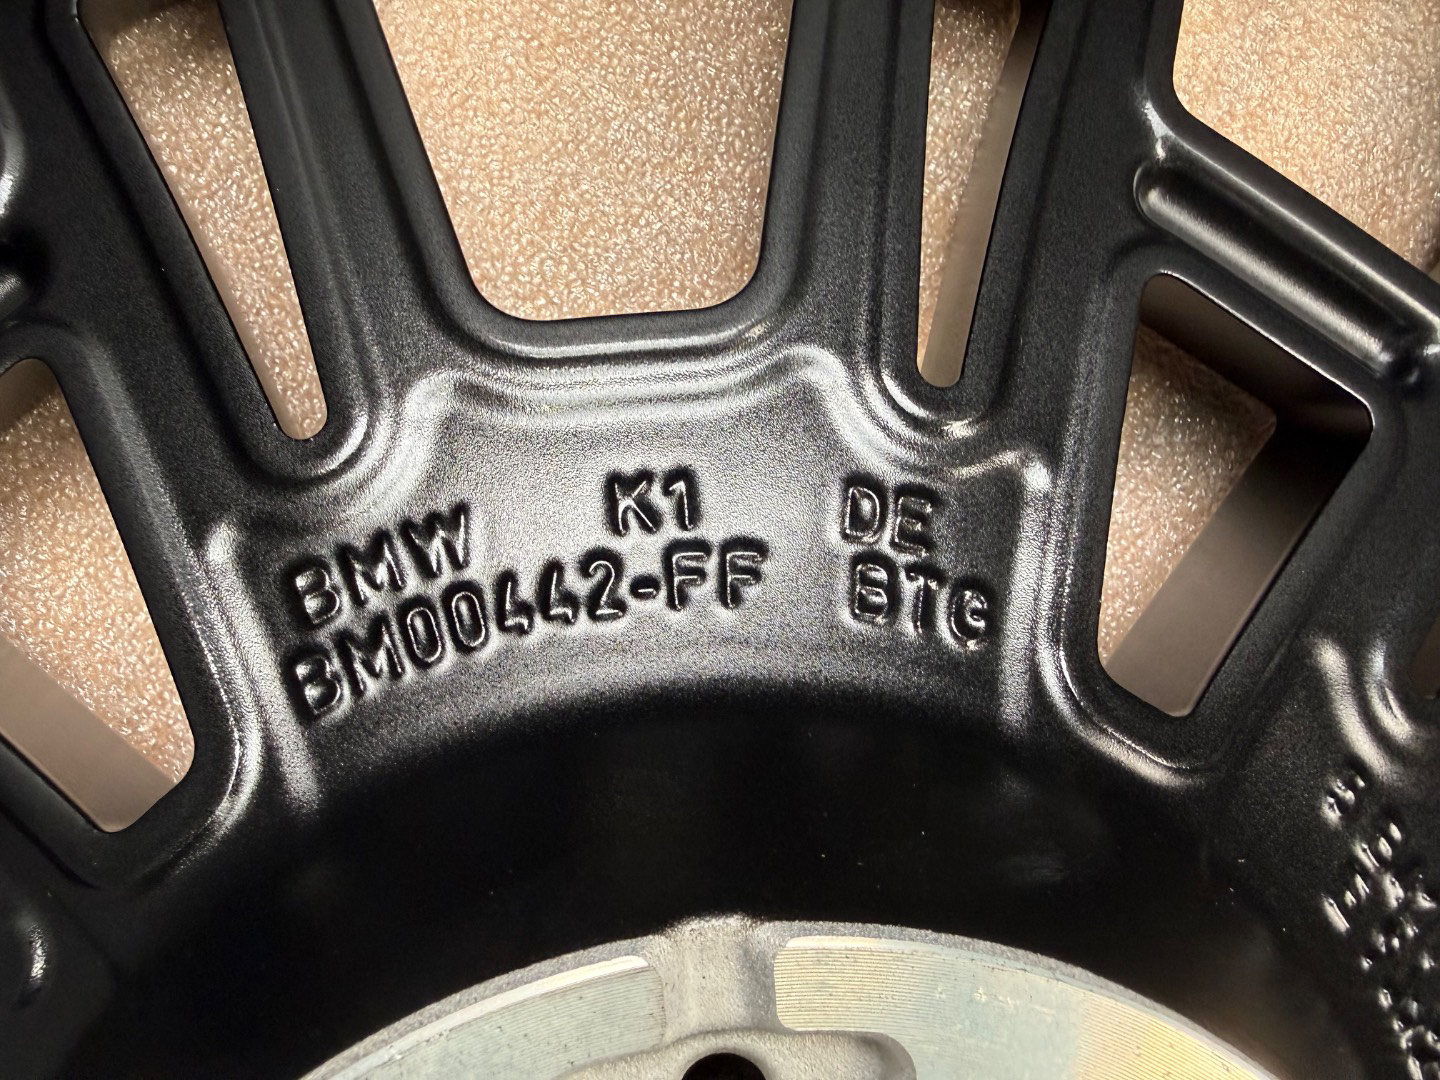 BMW K1 DE
BM00442-FF BTG